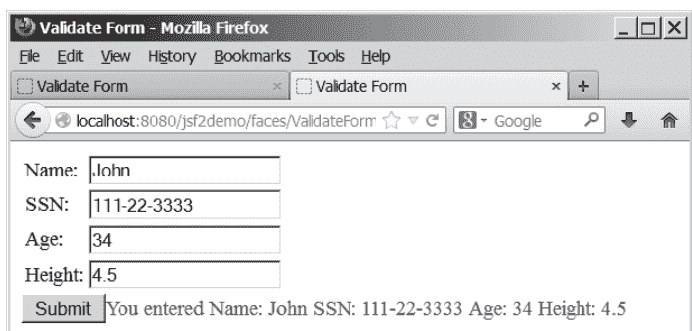 Validate Form - Mozilla Firefox
File Edit View History Bookmarks Tools Help
Validate Form × Validate Form × +
localhost:8080/jsf2demo/faces/ValidateForm 8 Google
Name: John
SSN: 111-22-3333
Age: 34
Height: 4.5
Submit You entered Name: John SSN: 111-22-3333 Age: 34 Height: 4.5